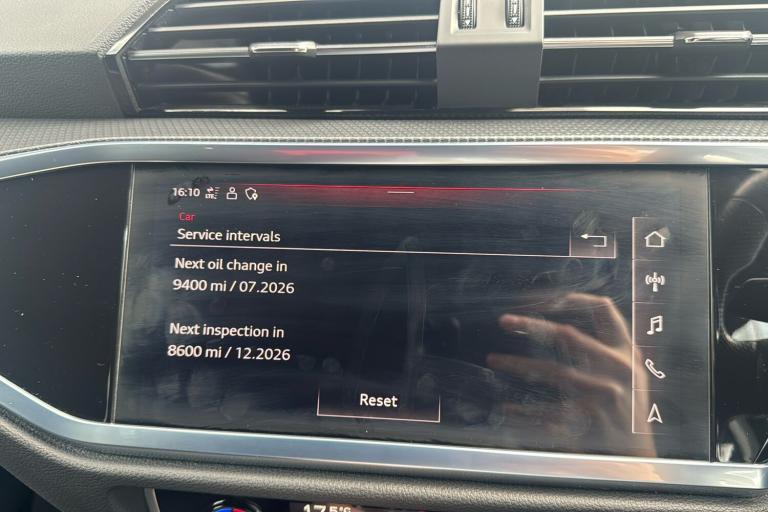 16:10
Car
Service intervals
Next oil change in
9400 mi / 07.2026
Next inspection in
8600 mi / 12.2026
Reset